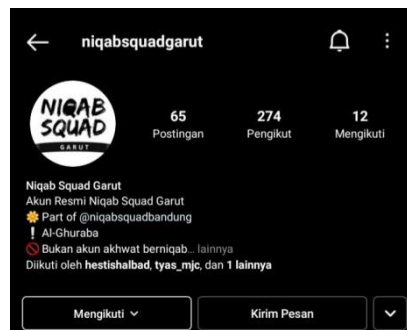 niqabsquadgarut
NIQAB
SQUAD
GARUT
65
Postingan
274
Pengikut
12
Mengikuti
Niqab Squad Garut
Akun Resmi Niqab Squad Garut
🌼 Part of @niqabsquadbandung
❕ Al-Ghuraba
🚫 Bukan akun akhwat berniqab... lainnya
Diikuti oleh hestishalbad, tyas_mjc, dan 1 lainnya
Mengikuti
Kirim Pesan